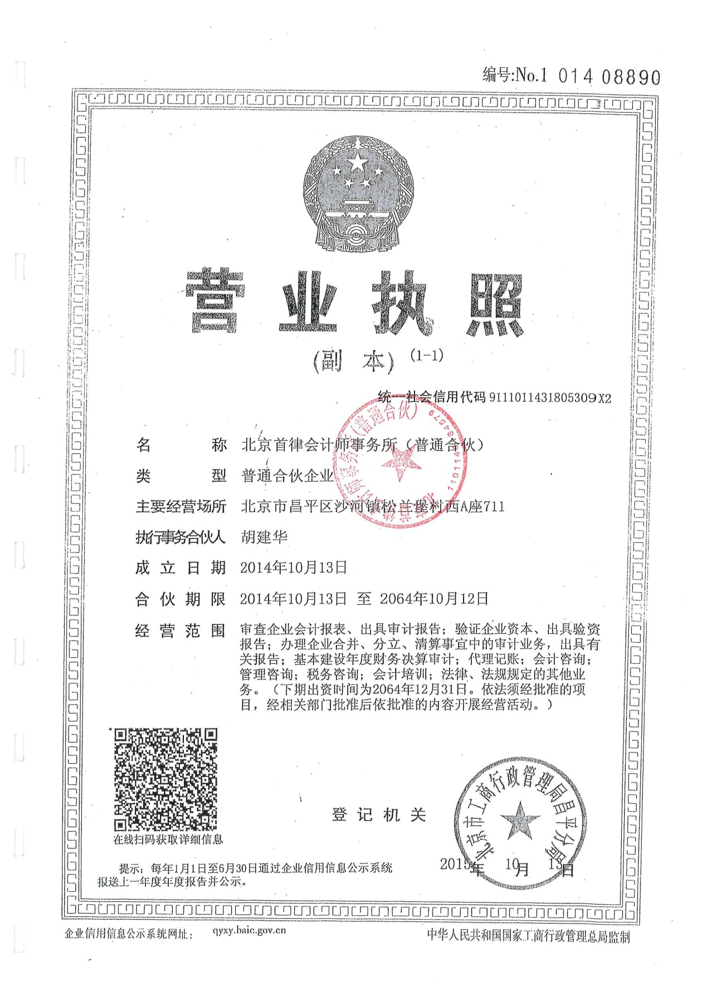 编号:No.1 01408890
营业执照
(副 本) (1-1)
统一社会信用代码 9111011431805309X2
名 称 北京首律会计师事务所（普通合伙）
类 型 普通合伙企业
主要经营场所 北京市昌平区沙河镇松兰堡村西A座711
执行事务合伙人 胡建华
成立日期 2014年10月13日
合伙期限 2014年10月13日 至 2064年10月12日
经营范围 审查企业会计报表、出具审计报告；验证企业资本、出具验资
报告；办理企业合并、分立、清算事宜中的审计业务，出具有
关报告；基本建设年度财务决算审计；代理记账；会计咨询；
管理咨询；税务咨询；会计培训；法律、法规规定的其他业
务。（下期出资时间为2064年12月31日。依法须经批准的项
目，经相关部门批准后依批准的内容开展经营活动。）
北京首律会计师事务所(普通合伙)
在线扫码获取详细信息
登记机关
北京市工商行政管理局昌平分局
2015年 10月 13日
提示：每年1月1日至6月30日通过企业信用信息公示系统
报送上一年度年度报告并公示。
企业信用信息公示系统网址： qyxy.baic.gov.cn
中华人民共和国国家工商行政管理总局监制